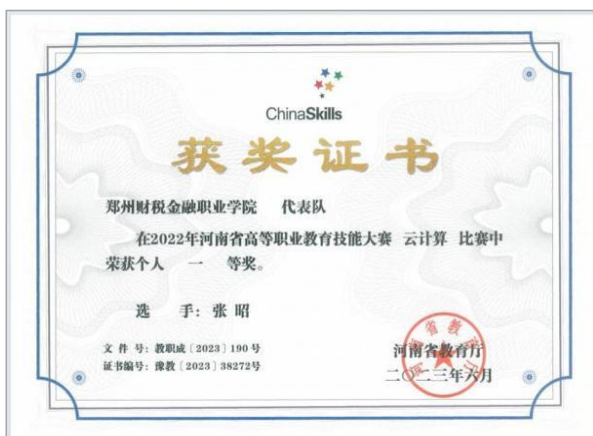 ChinaSkills
获奖证书
郑州财税金融职业学院 代表队
在2022年河南省高等职业教育技能大赛 云计算 比赛中
荣获个人 一 等奖。
选 手：张 昭
文 件 号：教职成〔2023〕190号
证书编号：豫教〔2023〕38272号
河南省教育厅
二〇二三年六月